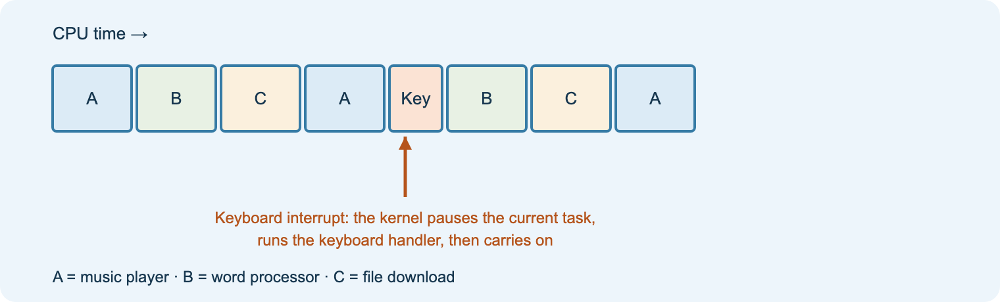 CPU time →
A B C A Key B C A
Keyboard interrupt: the kernel pauses the current task,
runs the keyboard handler, then carries on
A = music player · B = word processor · C = file download